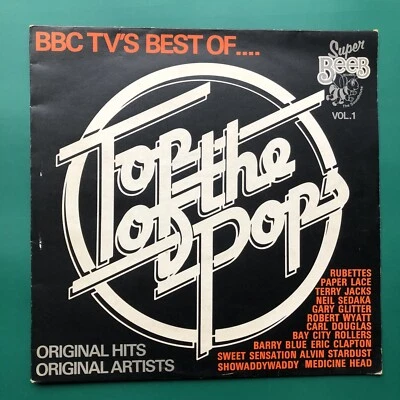 BBC TV'S BEST OF....
Super
BEEB
VOL.1
Top
of the
Pops
RUBETTES
PAPER LACE
TERRY JACKS
NEIL SEDAKA
GARY GLITTER
ROBERT WYATT
CARL DOUGLAS
BAY CITY ROLLERS
BARRY BLUE ERIC CLAPTON
SWEET SENSATION ALVIN STARDUST
SHOWADDYWADDY MEDICINE HEAD
ORIGINAL HITS
ORIGINAL ARTISTS